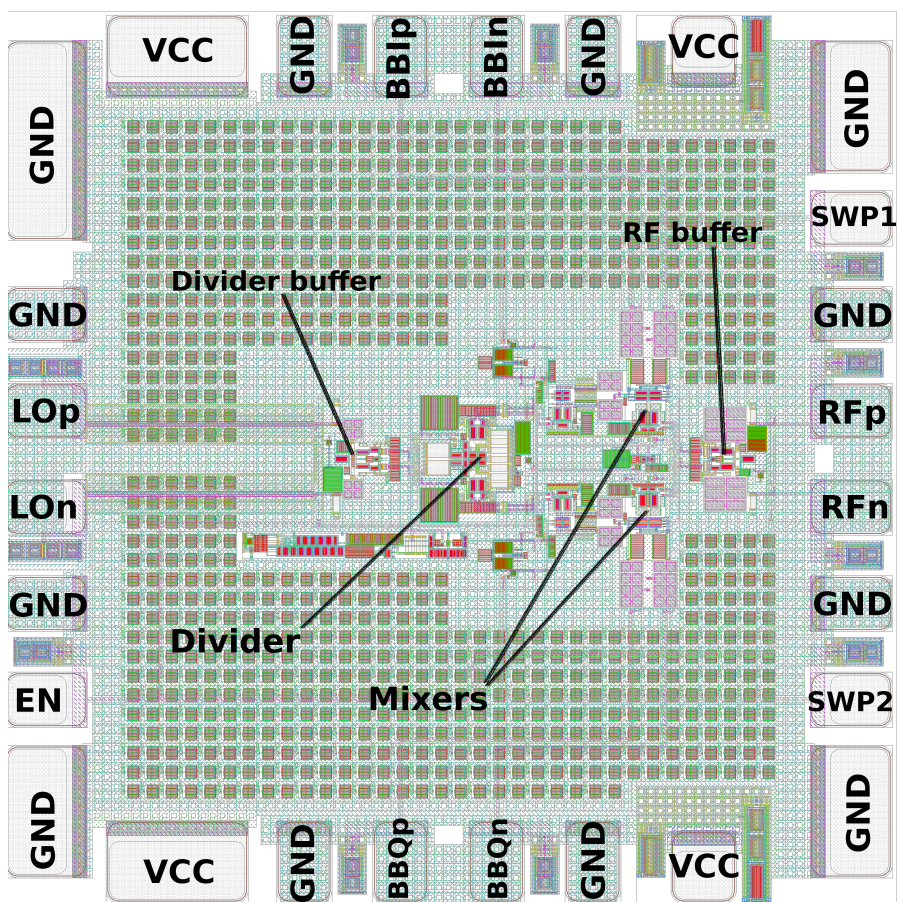 VCC
GND
BBIp
BBIn
GND
VCC
GND
GND
SWP1
RF buffer
Divider buffer
GND
GND
LOp
RFp
LOn
RFn
GND
GND
Divider
EN
Mixers
SWP2
GND
GND
VCC
GND
BBQp
BBQn
GND
VCC